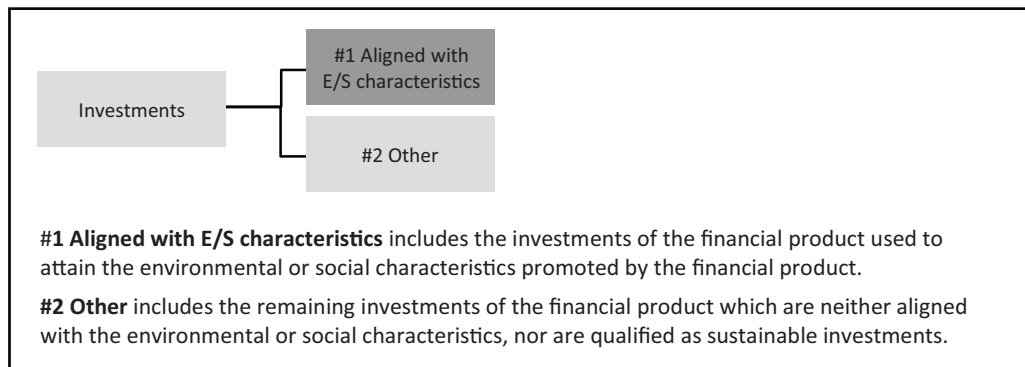 #1 Aligned with
E/S characteristics
Investments
#2 Other
#1 Aligned with E/S characteristics includes the investments of the financial product used to
attain the environmental or social characteristics promoted by the financial product.
#2 Other includes the remaining investments of the financial product which are neither aligned
with the environmental or social characteristics, nor are qualified as sustainable investments.